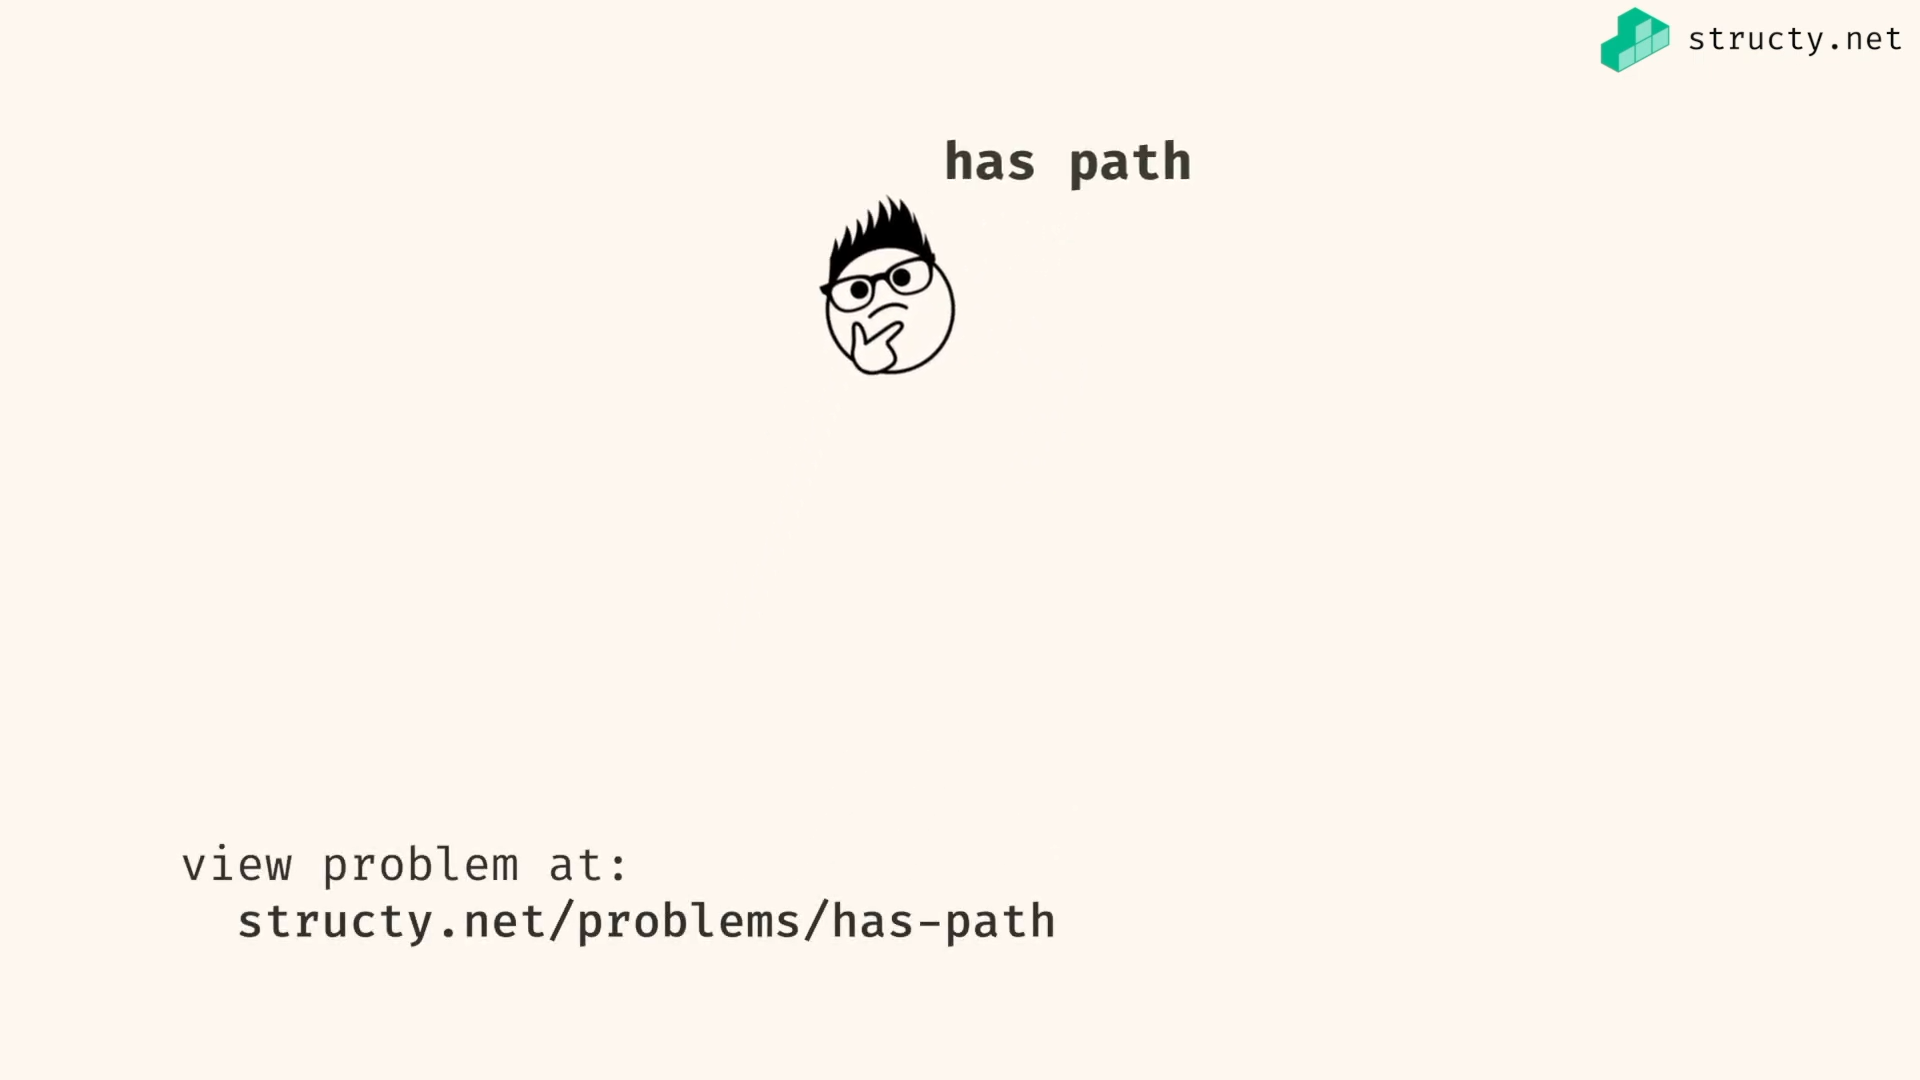 structy.net
has path
view problem at:
structy.net/problems/has-path